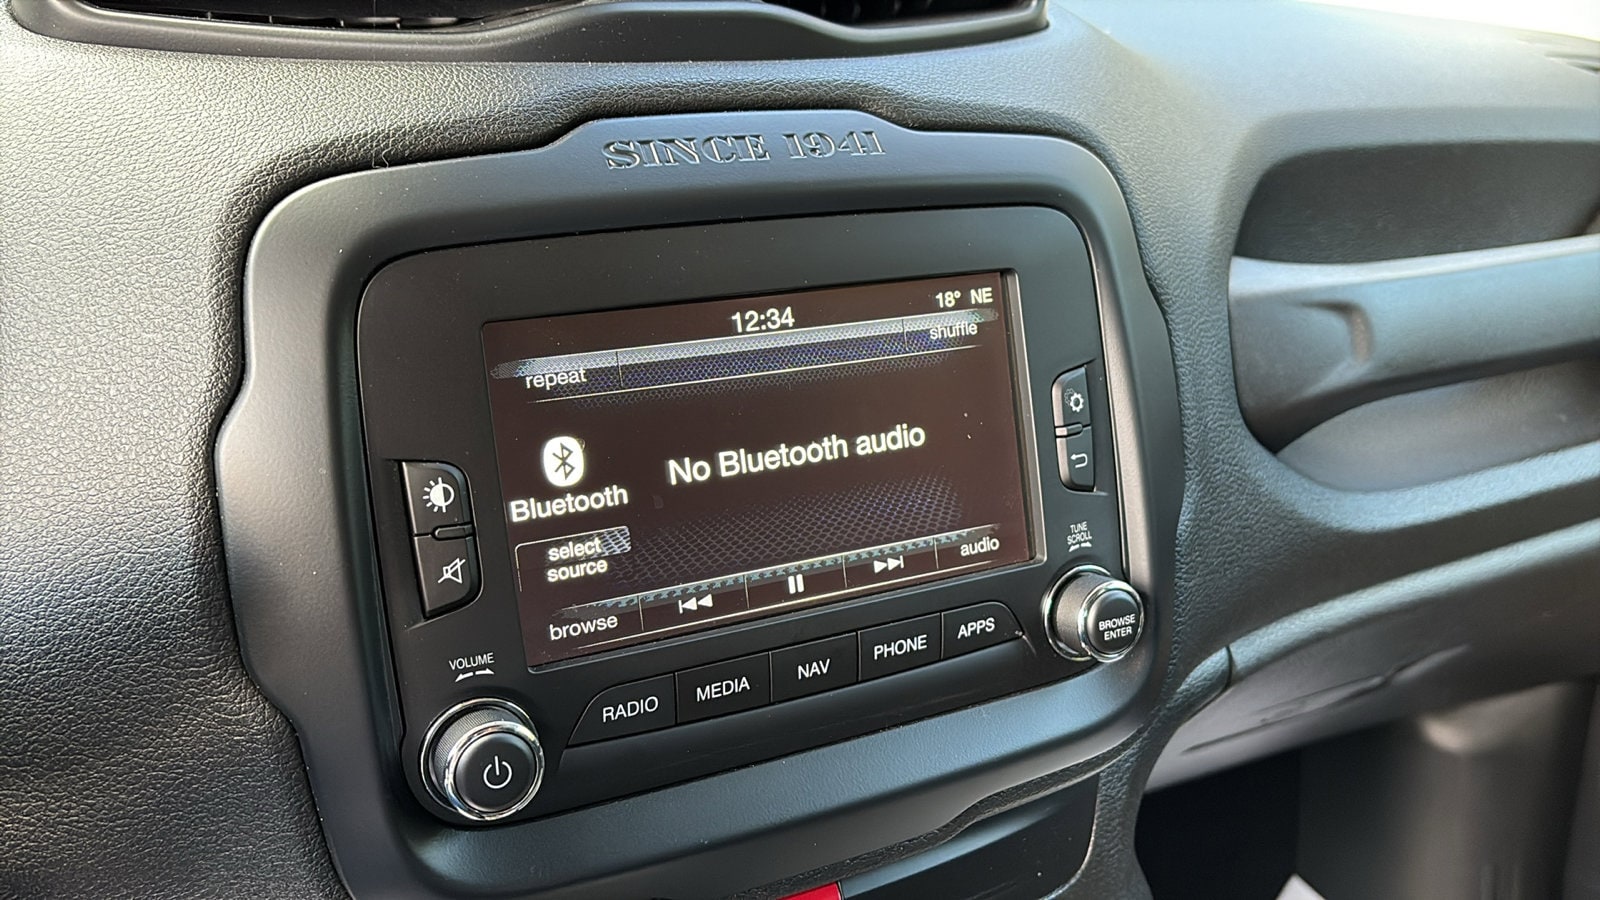 SINCE 1941
12:34
18° NE
repeat
shuffle
Bluetooth
No Bluetooth audio
select
source
browse
audio
TUNE
SCROLL
BROWSE
ENTER
VOLUME
RADIO
MEDIA
NAV
PHONE
APPS